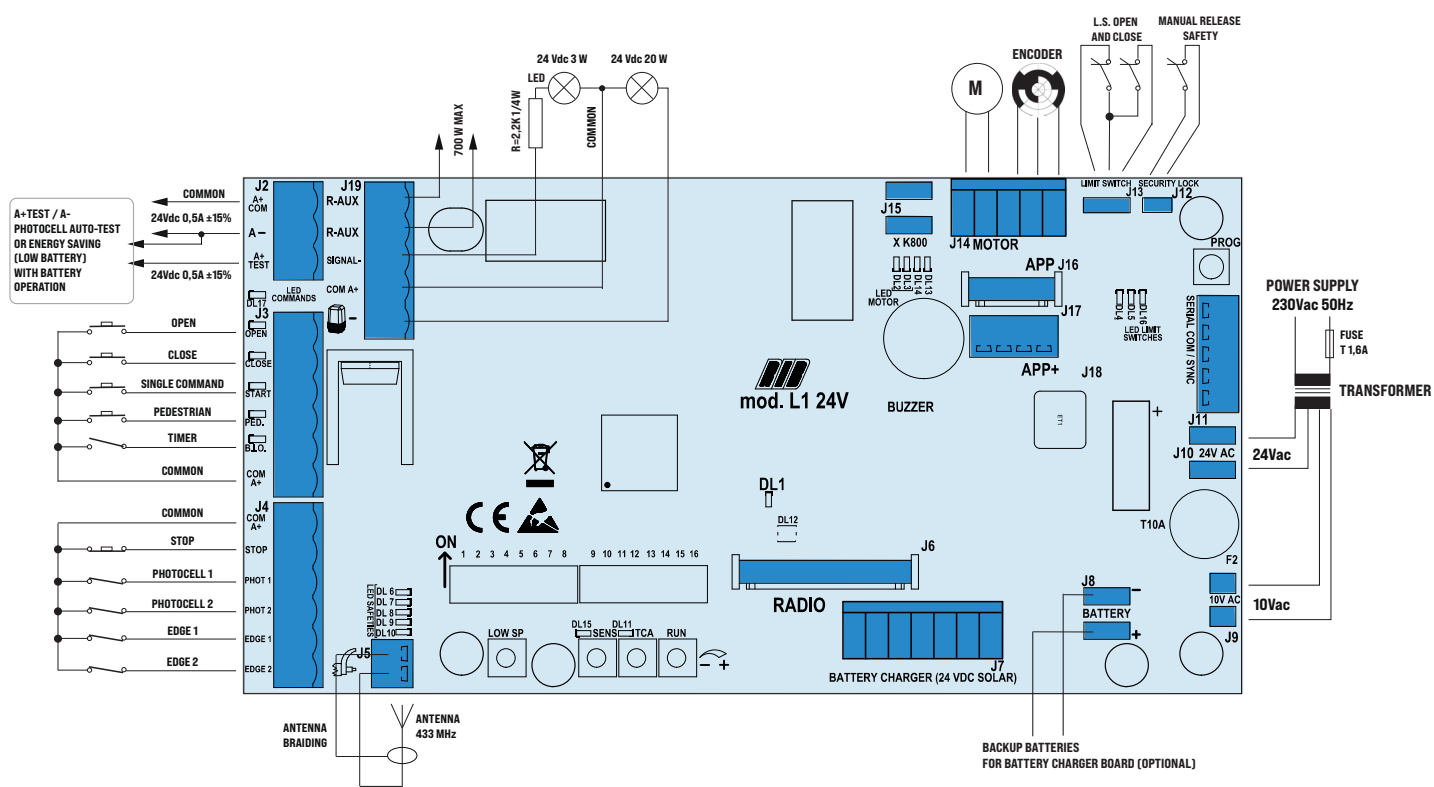 L.S. OPEN
AND CLOSE
MANUAL RELEASE
SAFETY
24 Vdc 3 W
24 Vdc 20 W
LED
ENCODER
M
700 W MAX
R=2,2K 1/4W
COMMON
A+TEST / A-
PHOTOCELL AUTO-TEST
OR ENERGY SAVING
(LOW BATTERY)
WITH BATTERY
OPERATION
COMMON
24Vdc 0,5A ±15%
24Vdc 0,5A ±15%
J2
A+
COM
A-
A+
TEST
LED
COMMANDS
DL17
J19
R-AUX
R-AUX
SIGNAL-
COM A+
-
J15
X K800
J14 MOTOR
LIMIT SWITCH
J13
SECURITY LOCK
J12
PROG
APP J16
J17
APP+
DL2
DL3
DL14
DL13
LED
MOTOR
DL4
DL5
DL16
LED LIMIT
SWITCHES
SERIAL COM / SYNC
POWER SUPPLY
230Vac 50Hz
FUSE
T 1,6A
TRANSFORMER
J3
OPEN
CLOSE
SINGLE COMMAND
PEDESTRIAN
TIMER
COMMON
OPEN
CLOSE
START
PED.
B.O.
COM
A+
mod. L1 24V
BUZZER
J18
ET1
+
J11
J10 24V AC
24Vac
T10A
F2
J4
COM
A+
STOP
PHOT 1
PHOT 2
EDGE 1
EDGE 2
COMMON
STOP
PHOTOCELL 1
PHOTOCELL 2
EDGE 1
EDGE 2
CE
ON
1 2 3 4 5 6 7 8 9 10 11 12 13 14 15 16
DL1
DL12
J6
RADIO
J8
-
BATTERY
+
10V AC
J9
10Vac
LED SAFETIES
DL 6
DL 7
DL 8
DL 9
DL10
J5
LOW SP
DL15
SENS
DL11
TCA
RUN
- +
J7
BATTERY CHARGER (24 VDC SOLAR)
ANTENNA
BRAIDING
ANTENNA
433 MHz
BACKUP BATTERIES
FOR BATTERY CHARGER BOARD (OPTIONAL)